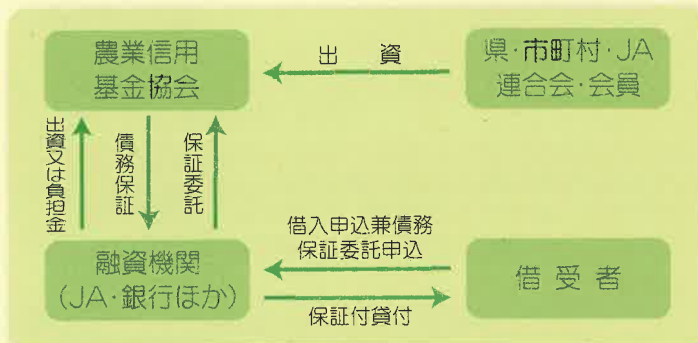 農業信用
基金協会
出資
県・市町村・JA
連合会・会員
出資又は負担金
債務保証
保証委託
借入申込兼債務
保証委託申込
融資機関
(JA・銀行ほか)
保証付貸付
借受者